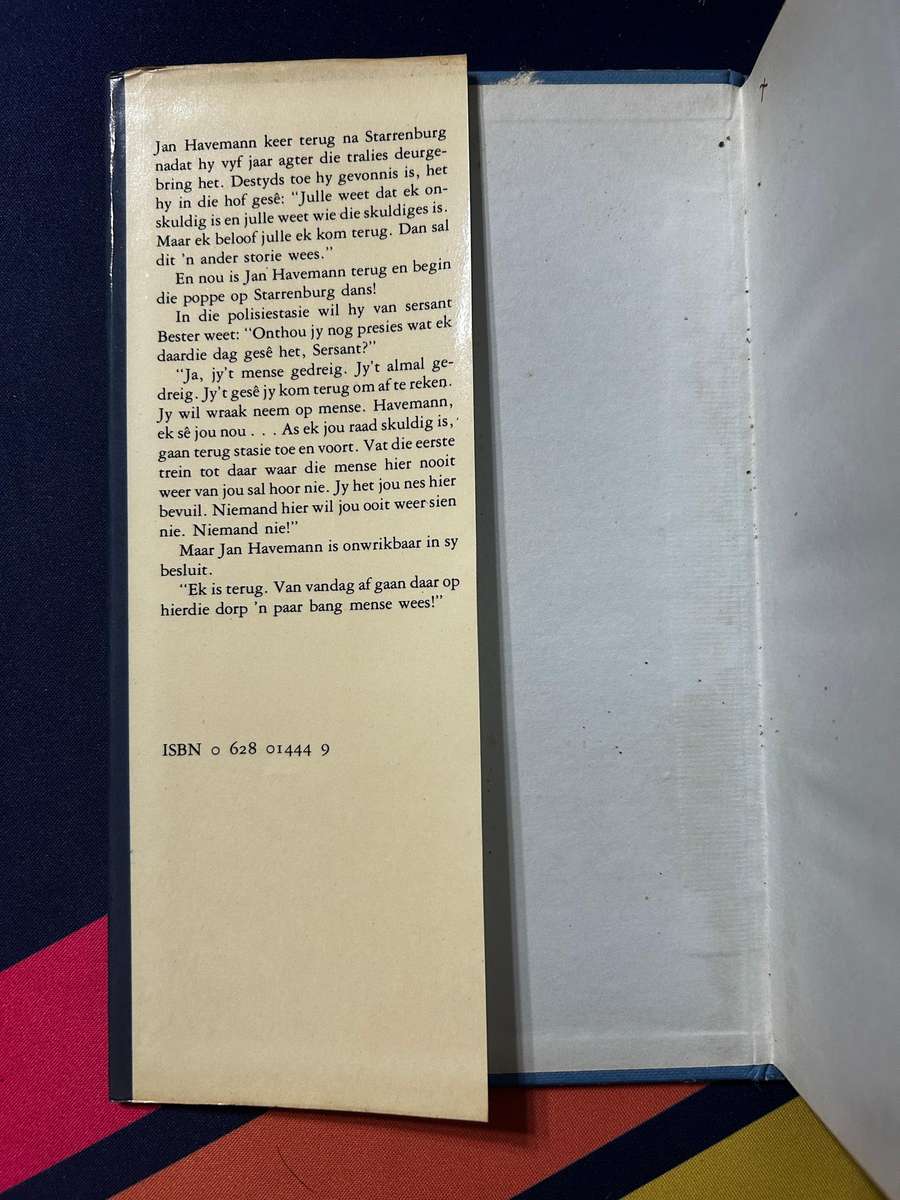 Jan Havemann keer terug na Starrenburg
nadat hy vyf jaar agter die tralies deurge-
bring het. Destyds toe hy gevonnis is, het
hy in die hof gesê: “Julle weet dat ek on-
skuldig is en julle weet wie die skuldiges is.
Maar ek beloof julle ek kom terug. Dan sal
dit ’n ander storie wees.”
En nou is Jan Havemann terug en begin
die poppe op Starrenburg dans!
In die polisiestasie wil hy van sersant
Bester weet: “Onthou jy nog presies wat ek
daardie dag gesê het, Sersant?”
“Ja, jy’t mense gedreig. Jy’t almal ge-
dreig. Jy’t gesê jy kom terug om af te reken.
Jy wil wraak neem op mense. Havemann,
ek sê jou nou . . . As ek jou raad skuldig is,
gaan terug stasie toe en voort. Vat die eerste
trein tot daar waar die mense hier nooit
weer van jou sal hoor nie. Jy het jou nes hier
bevuil. Niemand hier wil jou ooit weer sien
nie. Niemand nie!”
Maar Jan Havemann is onwrikbaar in sy
besluit.
“Ek is terug. Van vandag af gaan daar op
hierdie dorp ’n paar bang mense wees!”
ISBN 0 628 01444 9